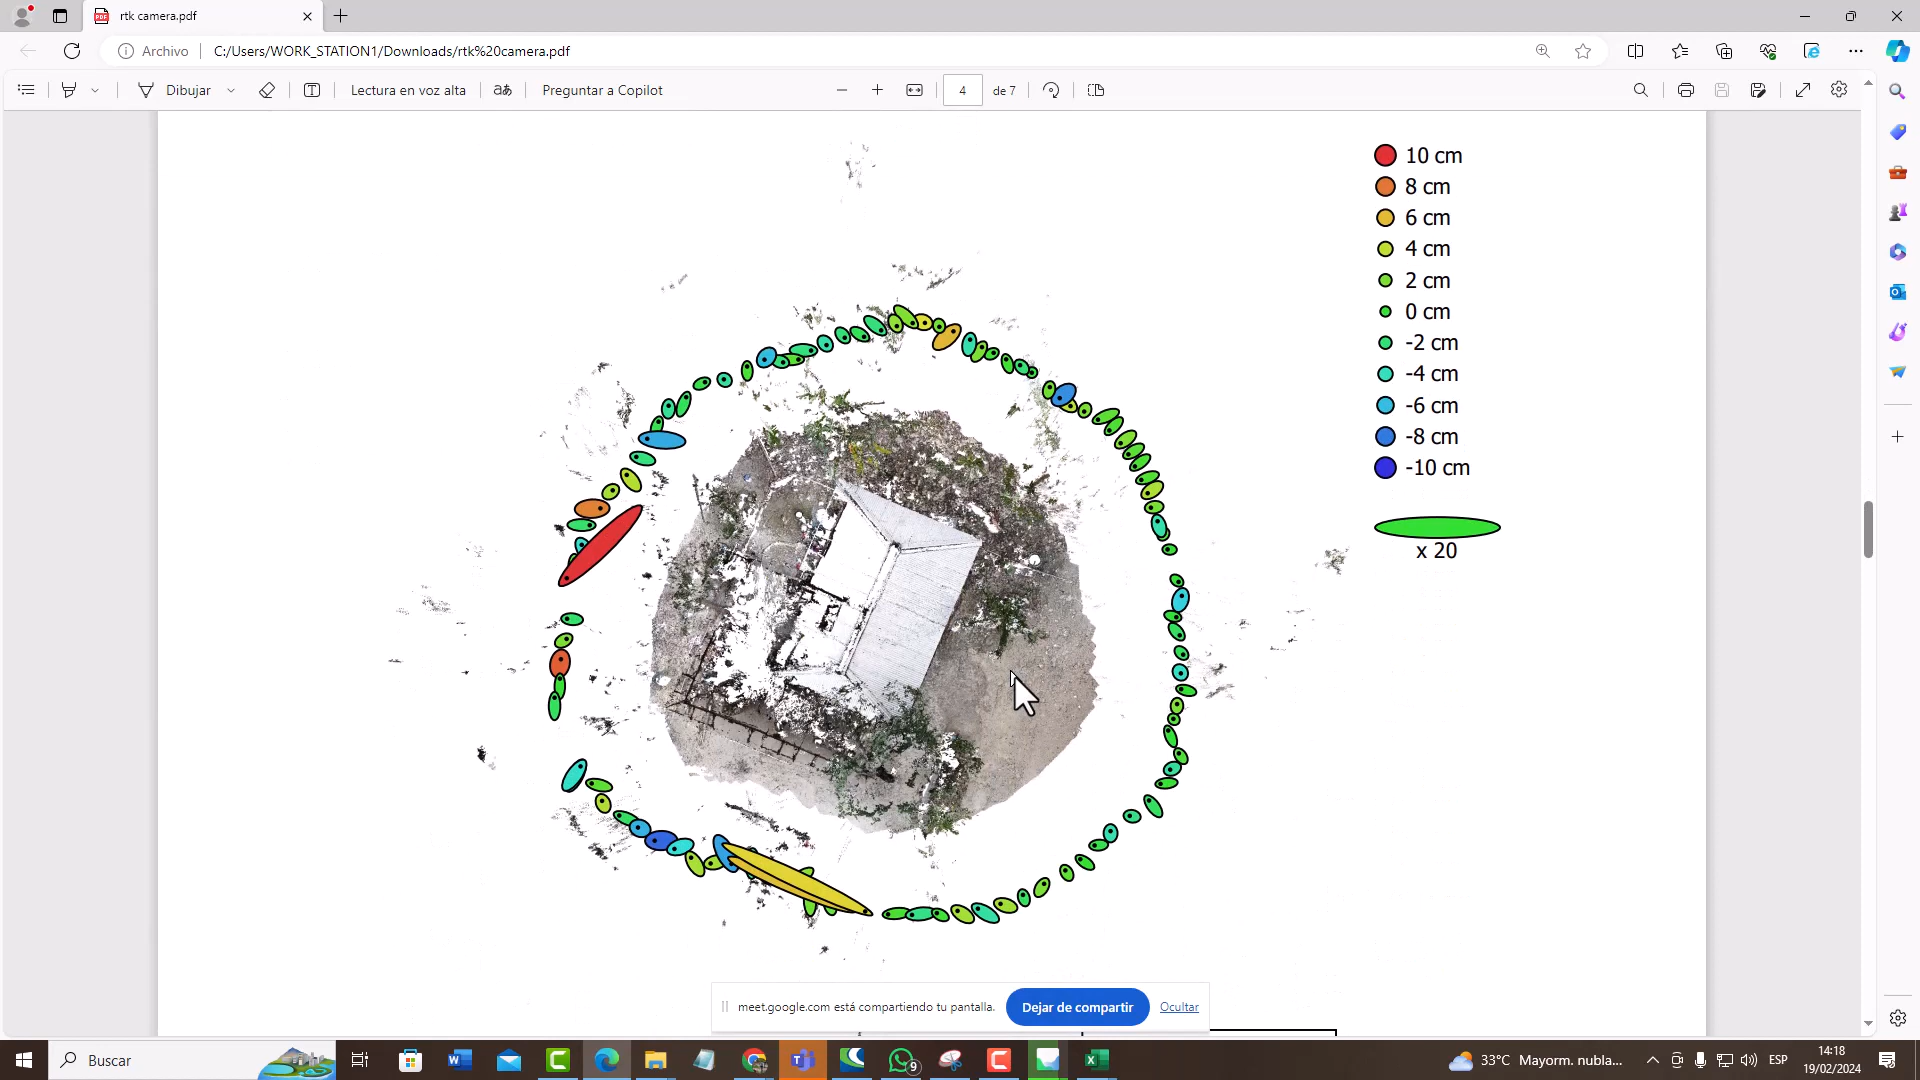 rtk camera.pdf
Archivo
C:/Users/WORK_STATION1/Downloads/rtk%20camera.pdf
Dibujar
Lectura en voz alta
aあ
Preguntar a Copilot
4
de 7
10 cm
8 cm
6 cm
4 cm
2 cm
0 cm
-2 cm
-4 cm
-6 cm
-8 cm
-10 cm
x 20
meet.google.com está compartiendo tu pantalla.
Dejar de compartir
Ocultar
Buscar
9
33°C Mayorm. nubla...
ESP
14:18
19/02/2024